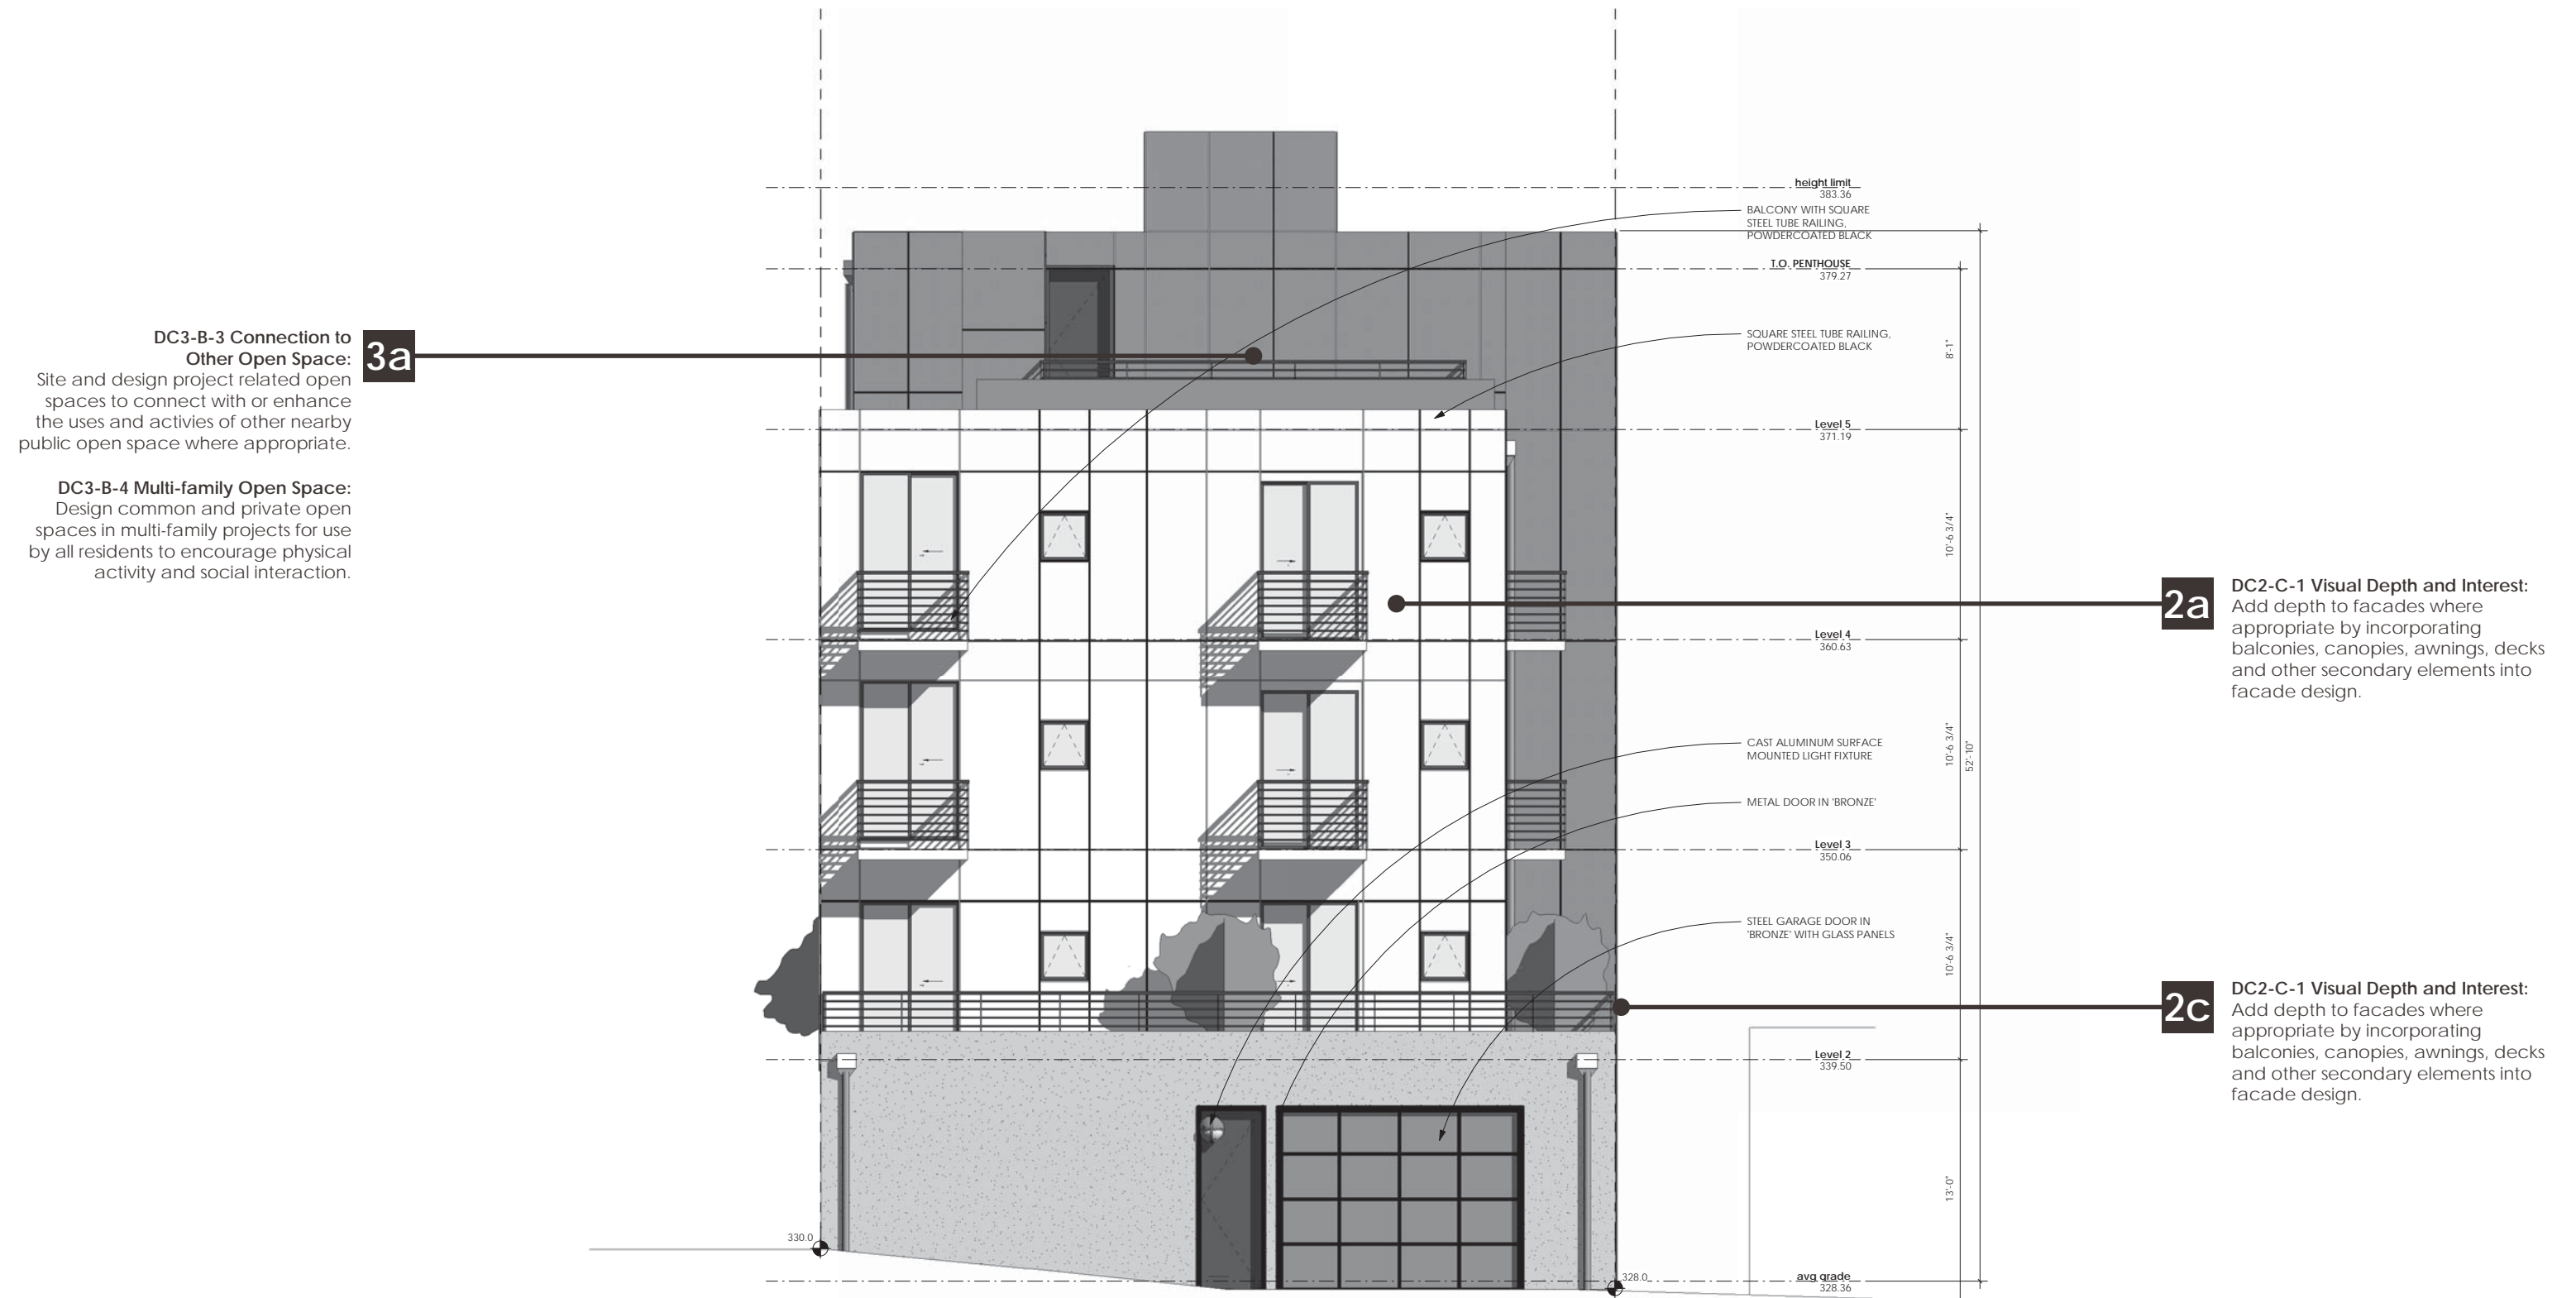 DC3-B-3 Connection to
Other Open Space:
Site and design project related open
spaces to connect with or enhance
the uses and activies of other nearby
public open space where appropriate.
DC3-B-4 Multi-family Open Space:
Design common and private open
spaces in multi-family projects for use
by all residents to encourage physical
activity and social interaction.
3a
height limit
383.36
BALCONY WITH SQUARE
STEEL TUBE RAILING,
POWDERCOATED BLACK
T.O. PENTHOUSE
379.27
SQUARE STEEL TUBE RAILING,
POWDERCOATED BLACK
8'-1"
Level 5
371.19
10'-6 3/4"
Level 4
360.63
CAST ALUMINUM SURFACE
MOUNTED LIGHT FIXTURE
10'-6 3/4"
52'-10"
METAL DOOR IN 'BRONZE'
Level 3
350.06
STEEL GARAGE DOOR IN
'BRONZE' WITH GLASS PANELS
10'-6 3/4"
Level 2
339.50
13'-0"
330.0
328.0
avg grade
328.36
2a
DC2-C-1 Visual Depth and Interest:
Add depth to facades where
appropriate by incorporating
balconies, canopies, awnings, decks
and other secondary elements into
facade design.
2c
DC2-C-1 Visual Depth and Interest:
Add depth to facades where
appropriate by incorporating
balconies, canopies, awnings, decks
and other secondary elements into
facade design.